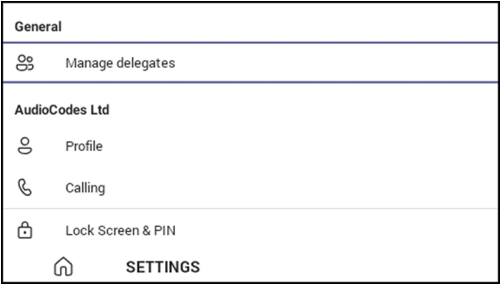 General
Manage delegates
AudioCodes Ltd
Profile
Calling
Lock Screen & PIN
SETTINGS